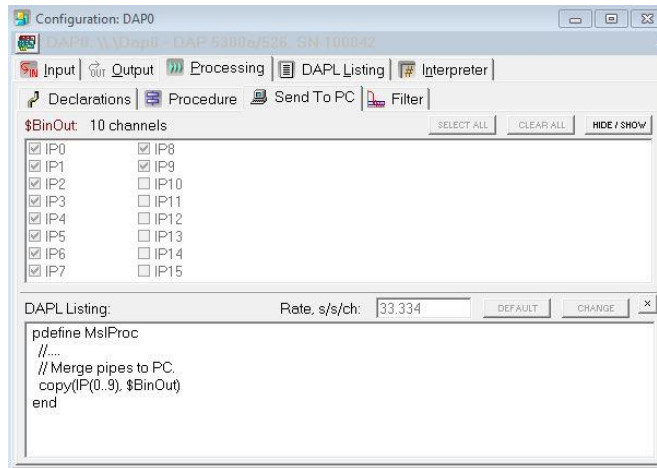 Configuration: DAP0
DAP0: \\.\Dap0 - DAP 5380a/526, SN 100842
IN Input OUT Output Processing DAPL Listing Interpreter
Declarations Procedure Send To PC Filter
$BinOut: 10 channels SELECT ALL CLEAR ALL HIDE / SHOW
IP0 IP8
IP1 IP9
IP2 IP10
IP3 IP11
IP4 IP12
IP5 IP13
IP6 IP14
IP7 IP15
DAPL Listing: Rate, s/s/ch: 33.334 DEFAULT CHANGE ×
pdefine MslProc
//....
// Merge pipes to PC.
copy(IP(0..9), $BinOut)
end